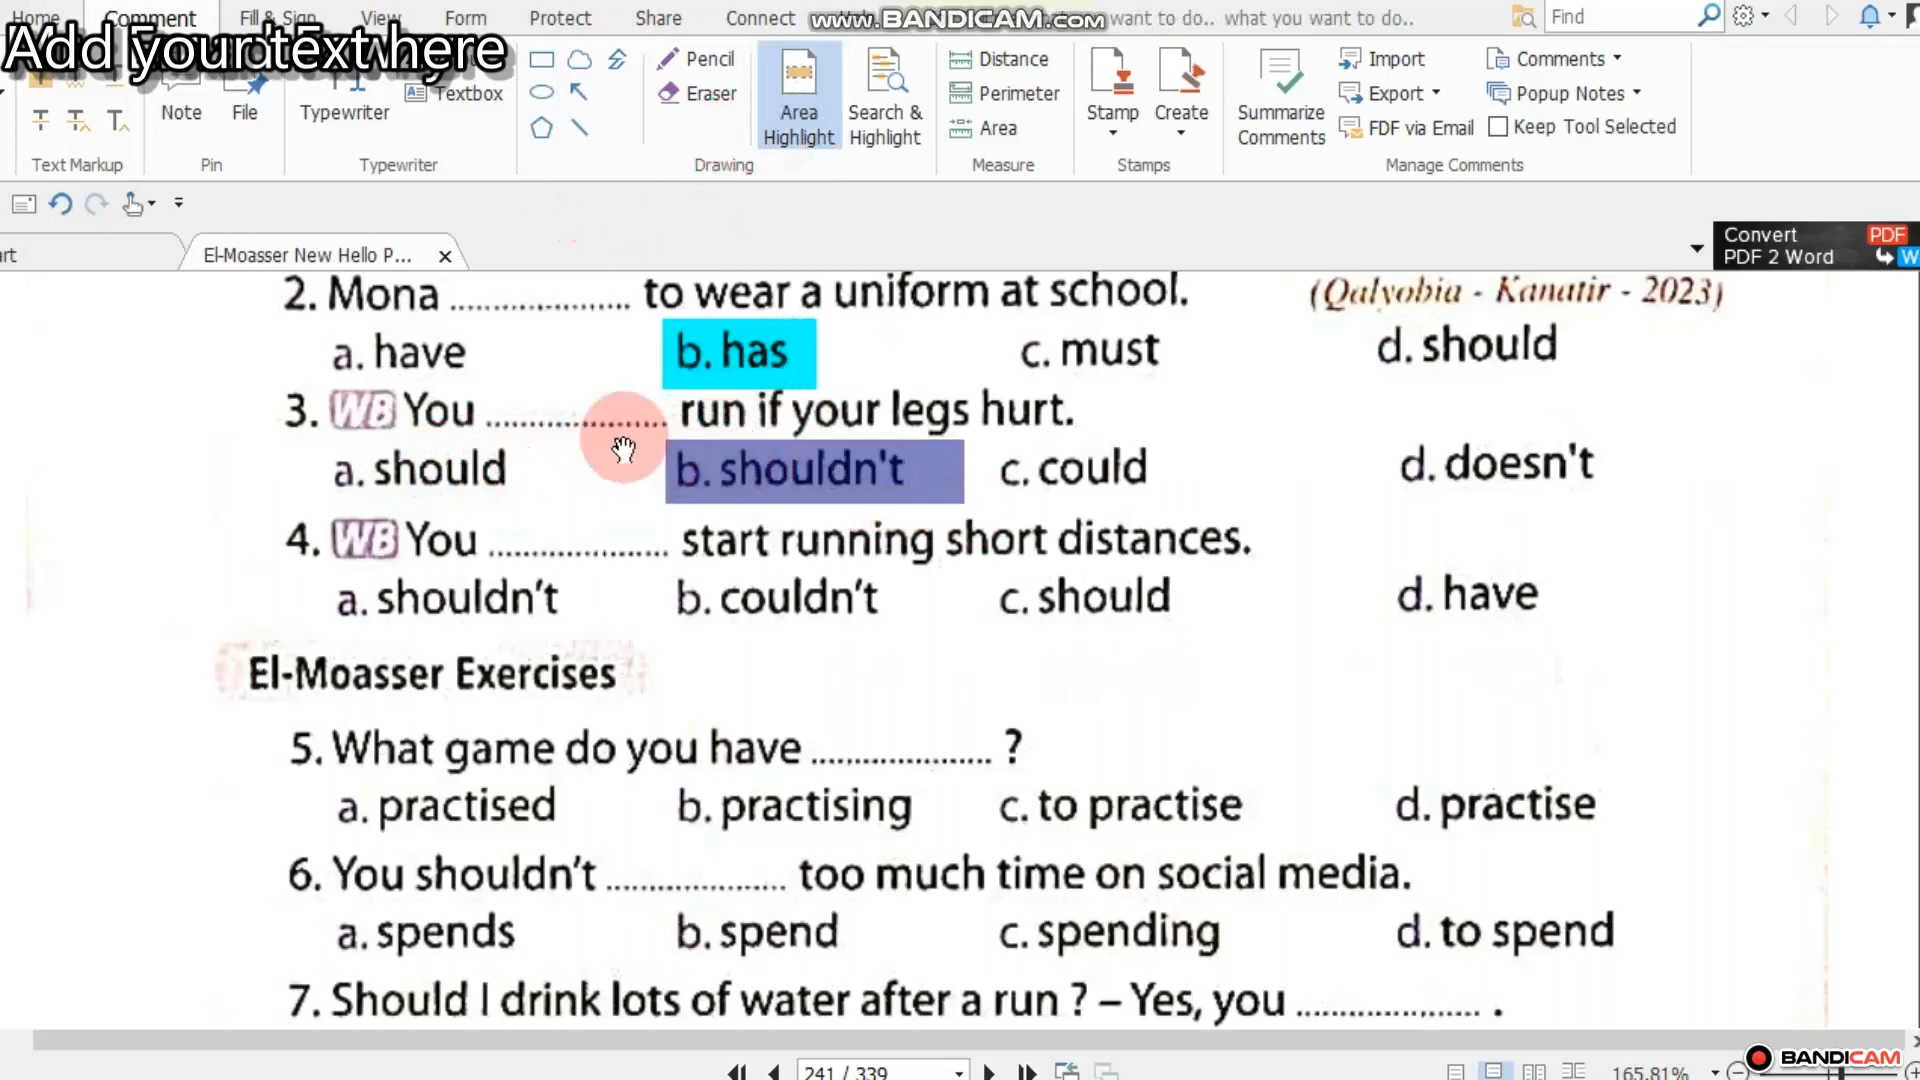 Home Comment Fill & Sign View Form Protect Share Connect www.BANDICAM.com want to do.. what you want to do.. Find
Add your text here
Pencil Distance Import Comments
Textbox Eraser Perimeter Export Popup Notes
Note File Typewriter Area Highlight Search & Highlight Area Stamp Create Summarize Comments FDF via Email Keep Tool Selected
Text Markup Pin Typewriter Drawing Measure Stamps Manage Comments
El-Moasser New Hello P... Convert PDF
PDF 2 Word W
2. Mona .................... to wear a uniform at school. (Qalyobia - Kanatir - 2023)
a. have b. has c. must d. should
3. WB You .................... run if your legs hurt.
a. should b. shouldn't c. could d. doesn't
4. WB You .................... start running short distances.
a. shouldn't b. couldn't c. should d. have
El-Moasser Exercises
5. What game do you have .................... ?
a. practised b. practising c. to practise d. practise
6. You shouldn't .................... too much time on social media.
a. spends b. spend c. spending d. to spend
7. Should I drink lots of water after a run ? – Yes, you .................... .
241 / 339 165.81% BANDICAM